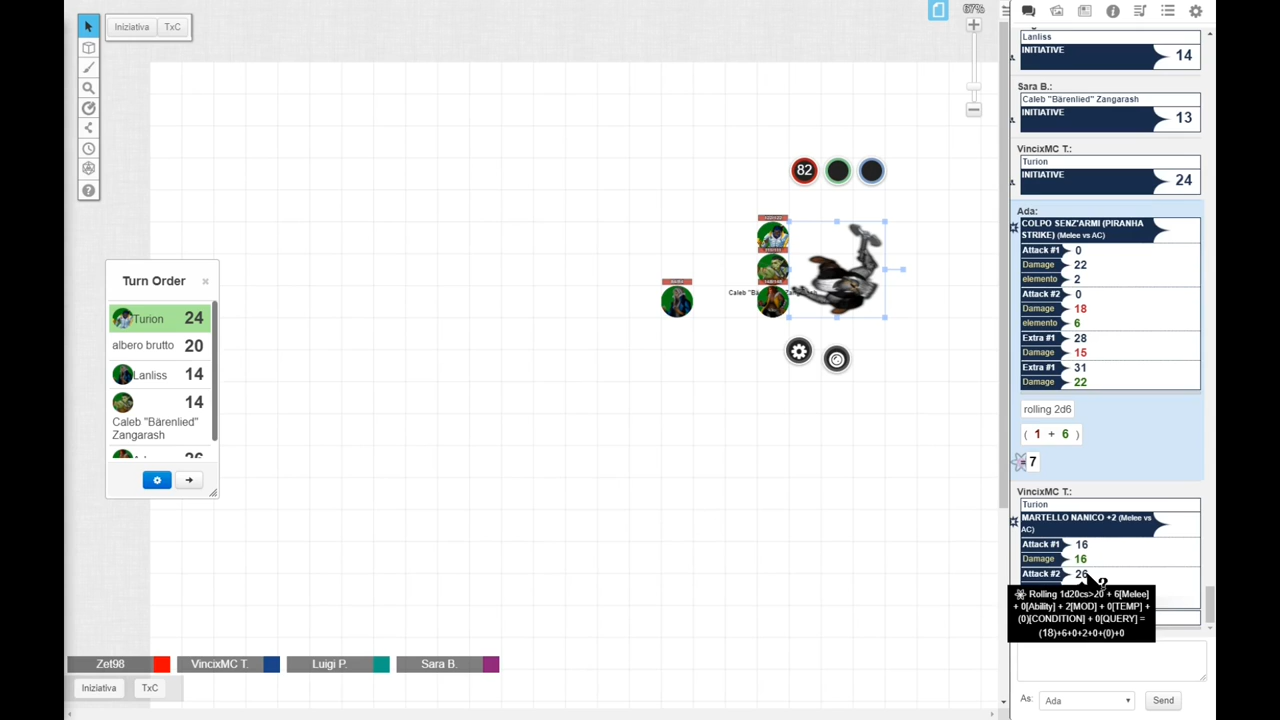 Iniziativa
TxC
67%
82
Caleb "Bä
Zangarash
Turn Order
×
Turion 24
albero brutto 20
Lanliss 14
14
Caleb "Bärenlied"
Zangarash
26
Zet98
VincixMC T.
Luigi P.
Sara B.
Iniziativa
TxC
Lanliss
INITIATIVE 14
Sara B.:
Caleb "Bärenlied" Zangarash
INITIATIVE 13
VincixMC T.:
Turion
INITIATIVE 24
Ada:
COLPO SENZ'ARMI (PIRANHA
STRIKE) (Melee vs AC)
Attack #1 0
Damage 22
elemento 2
Attack #2 0
Damage 18
elemento 6
Extra #1 28
Damage 15
Extra #1 31
Damage 22
rolling 2d6
( 1 + 6 )
7
VincixMC T.:
Turion
MARTELLO NANICO +2 (Melee vs
AC)
Attack #1 16
Damage 16
Attack #2 26
Rolling 1d20cs>20 + 6[Melee]
+ 0[Ability] + 2[MOD] + 0[TEMP] +
(0)[CONDITION] + 0[QUERY] =
(18)+6+0+2+0+(0)+0
As: Ada
Send